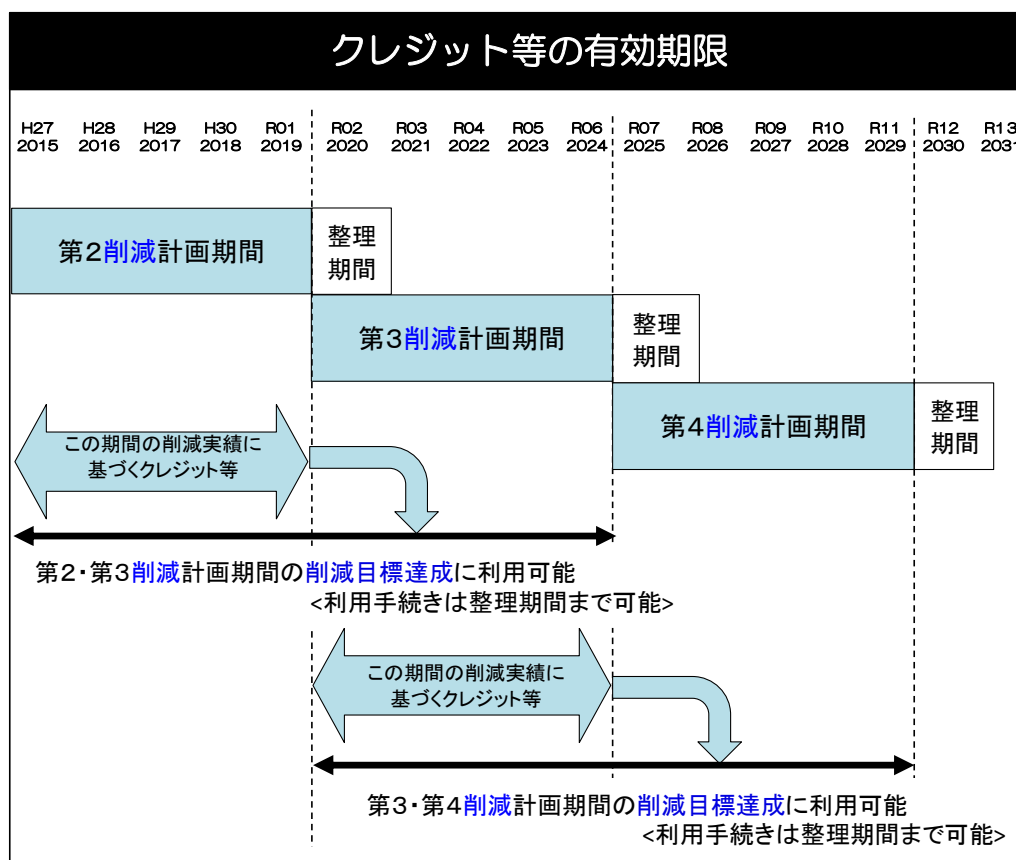 クレジット等の有効期限
H27 H28 H29 H30 R01 R02 R03 R04 R05 R06 R07 R08 R09 R10 R11 R12 R13
2015 2016 2017 2018 2019 2020 2021 2022 2023 2024 2025 2026 2027 2028 2029 2030 2031
第2削減計画期間
整理
期間
第3削減計画期間
整理
期間
第4削減計画期間
整理
期間
この期間の削減実績に
基づくクレジット等
第2・第3削減計画期間の削減目標達成に利用可能
<利用手続きは整理期間まで可能>
この期間の削減実績に
基づくクレジット等
第3・第4削減計画期間の削減目標達成に利用可能
<利用手続きは整理期間まで可能>